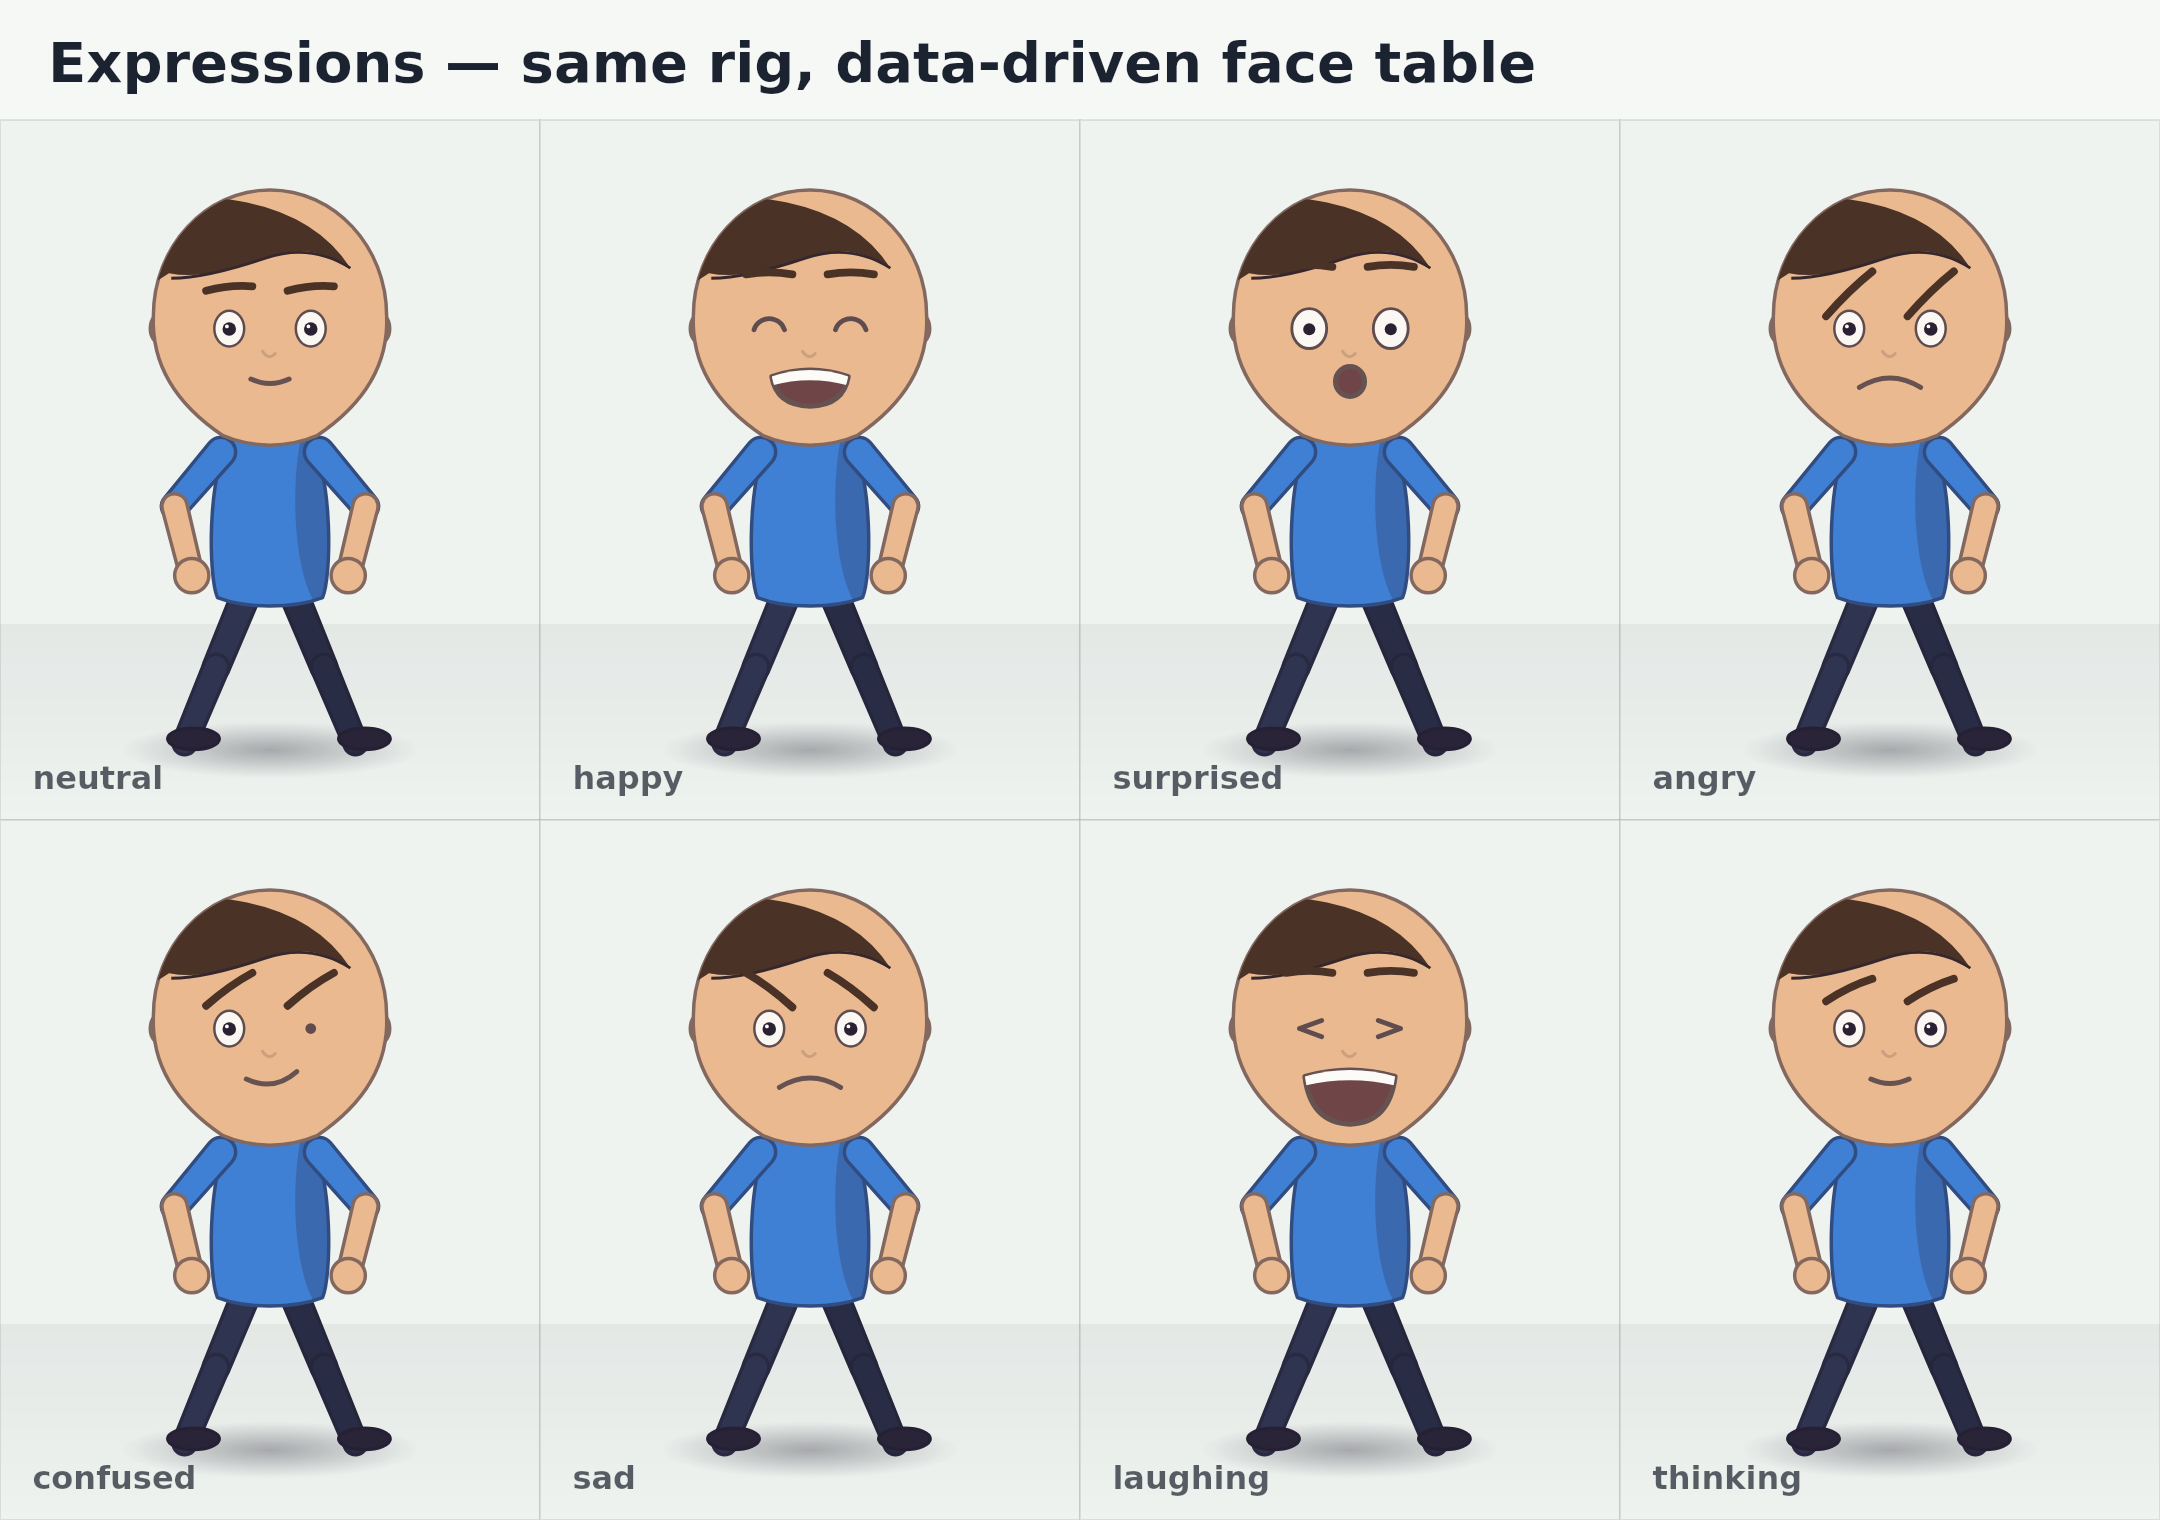 Expressions — same rig, data-driven face table
neutral
happy
surprised
angry
confused
sad
laughing
thinking